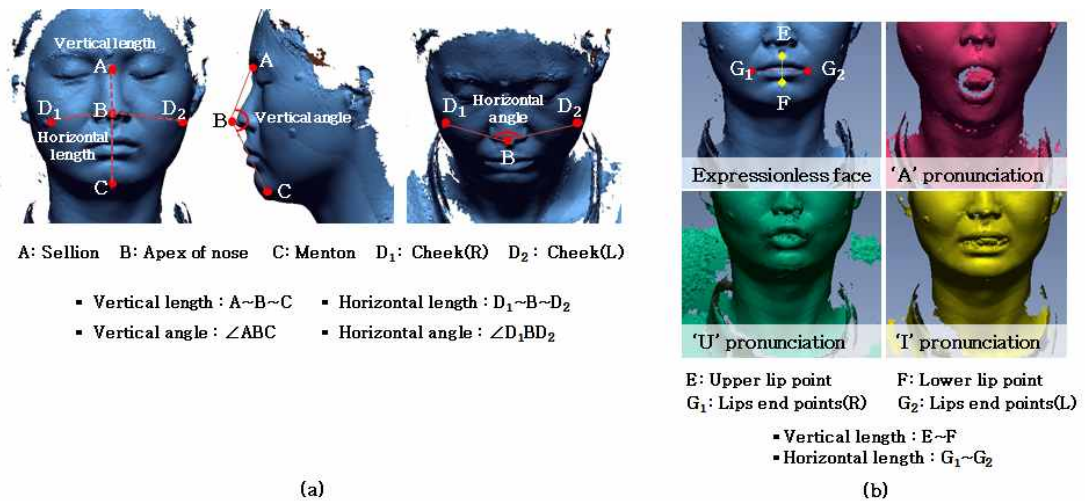 Vertical length
A
B
D₁
D₂
Horizontal
length
C
A
B
Vertical angle
C
D₁
D₂
Horizontal
angle
B
A: Sellion B: Apex of nose C: Menton D₁: Cheek(R) D₂: Cheek(L)
▪ Vertical length : A~B~C ▪ Horizontal length : D₁~B~D₂
▪ Vertical angle : ∠ABC ▪ Horizontal angle : ∠D₁BD₂
(a)
E
G₁
G₂
F
Expressionless face
'A' pronunciation
'U' pronunciation
'I' pronunciation
E: Upper lip point F: Lower lip point
G₁: Lips end points(R) G₂: Lips end points(L)
▪ Vertical length : E~F
▪ Horizontal length : G₁~G₂
(b)